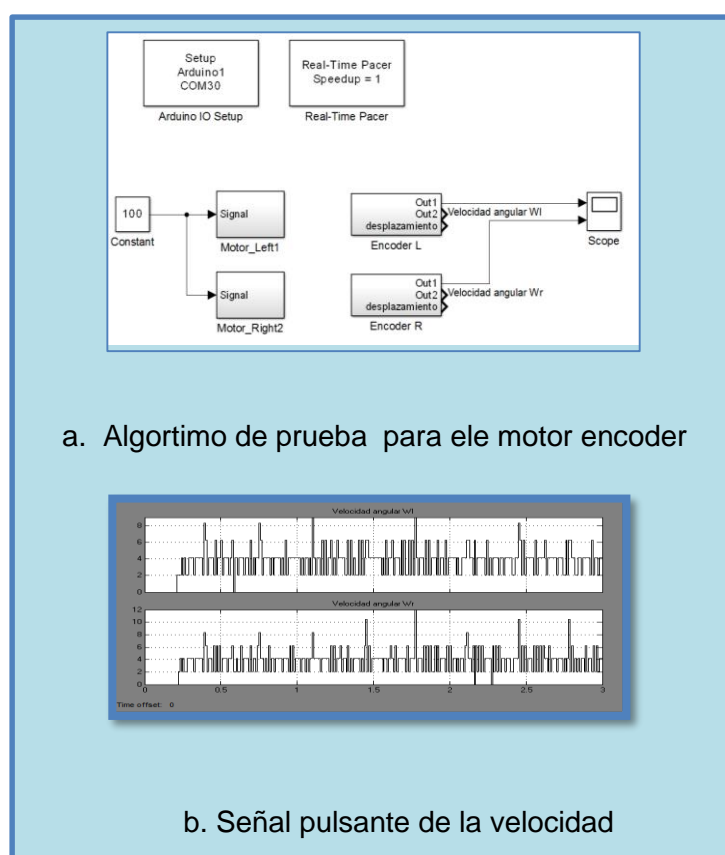 Setup
Arduino1
COM30
Arduino IO Setup
Real-Time Pacer
Speedup = 1
Real-Time Pacer
100
Constant
Signal
Motor_Left1
Signal
Motor_Right2
Out1
Out2
desplazamiento
Encoder L
Velocidad angular Wl
Out1
Out2
desplazamiento
Encoder R
Velocidad angular Wr
Scope
a. Algortimo de prueba para ele motor encoder
Velocidad angular Wl
8
6
4
2
0
Velocidad angular Wr
12
10
8
6
4
2
0
0 0.5 1 1.5 2 2.5 3
Time offset: 0
b. Señal pulsante de la velocidad